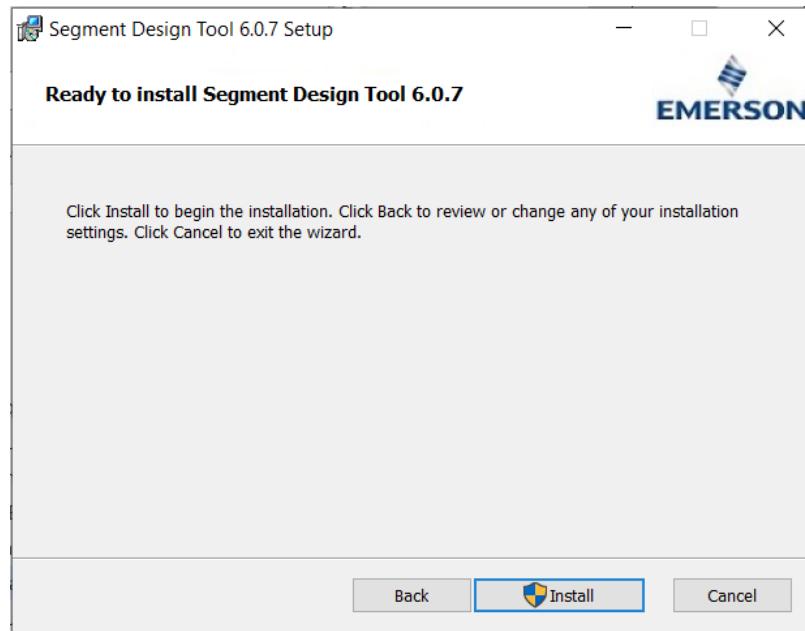 Segment Design Tool 6.0.7 Setup
Ready to install Segment Design Tool 6.0.7
EMERSON
Click Install to begin the installation. Click Back to review or change any of your installation
settings. Click Cancel to exit the wizard.
Back
Install
Cancel